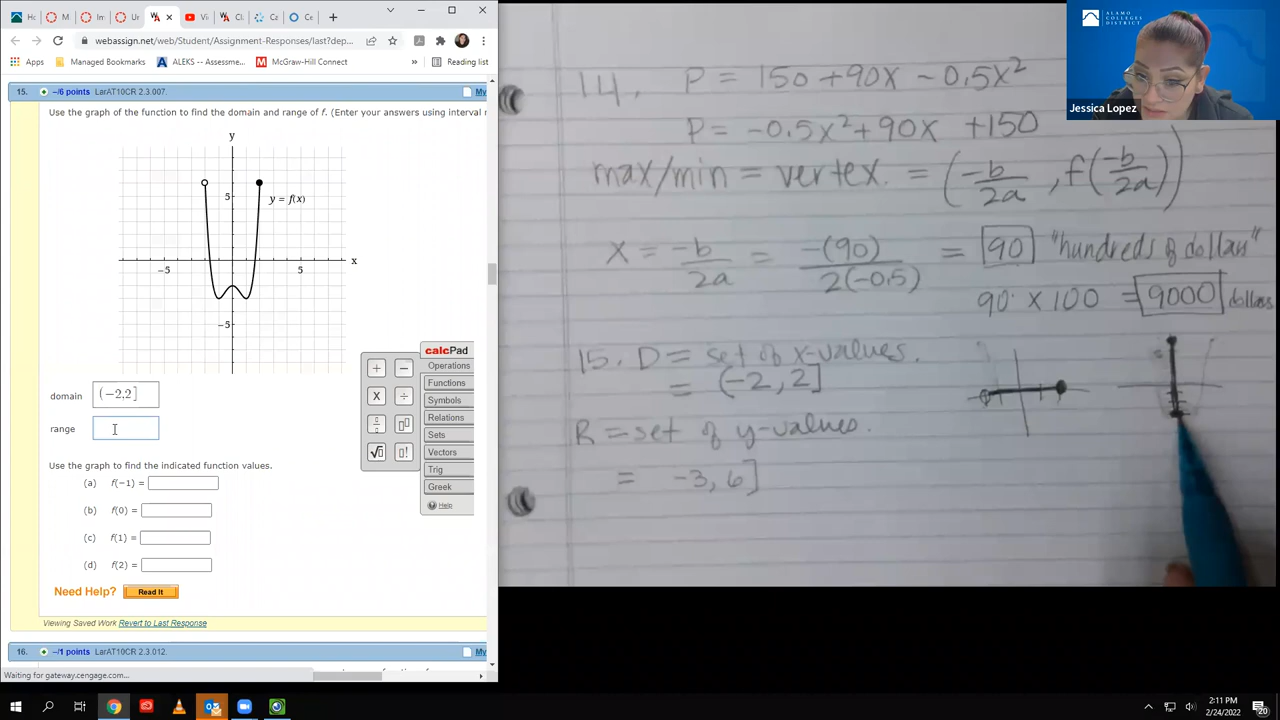 webassign.net/web/Student/Assignment-Responses/last?dep...
Apps Managed Bookmarks ALEKS -- Assessme... McGraw-Hill Connect » Reading list
15. –/6 points LarAT10CR 2.3.007. My
Use the graph of the function to find the domain and range of f. (Enter your answers using interval
y
5
y = f(x)
x
−5 5
−5
domain (−2,2]
range
Use the graph to find the indicated function values.
(a) f(−1) =
(b) f(0) =
(c) f(1) =
(d) f(2) =
Need Help? Read It
Viewing Saved Work Revert to Last Response
16. –/1 points LarAT10CR 2.3.012. My
Waiting for gateway.cengage.com...
calcPad
Operations
Functions
Symbols
Relations
Sets
Vectors
Trig
Greek
Help
14. P = 150 + 90x − 0.5x²
P = −0.5x² + 90x + 150
max/min = vertex. = (−b/2a, f(−b/2a))
X = −b/2a = −(90)/2(−0.5) = 90 "hundreds of dollars"
90 x 100 = 9000 dollars
15. D = set of x-values.
= (−2, 2]
R = set of y-values.
= −3, 6]
ALAMO
COLLEGES
DISTRICT
Jessica Lopez
2:11 PM
2/24/2022
20